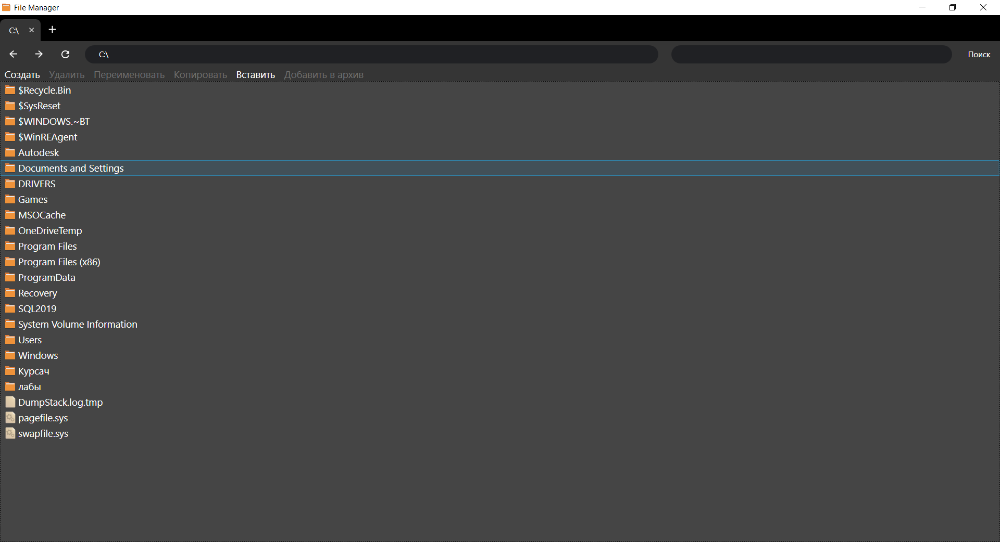 File Manager
C:\
C:\
Поиск
Создать Удалить Переименовать Копировать Вставить Добавить в архив
$Recycle.Bin
$SysReset
$WINDOWS.~BT
$WinREAgent
Autodesk
Documents and Settings
DRIVERS
Games
MSOCache
OneDriveTemp
Program Files
Program Files (x86)
ProgramData
Recovery
SQL2019
System Volume Information
Users
Windows
Курсач
лабы
DumpStack.log.tmp
pagefile.sys
swapfile.sys